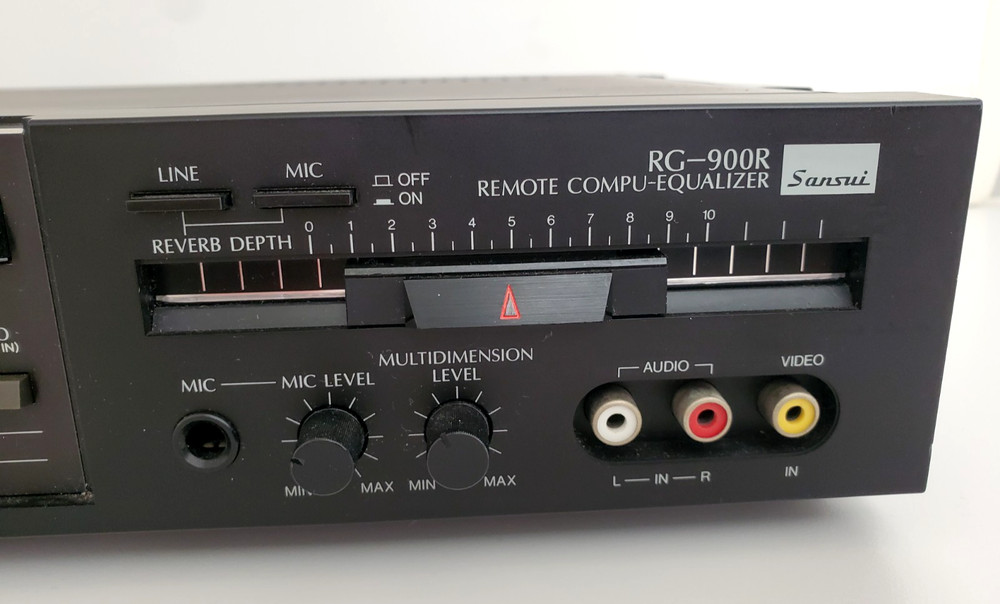 LINE
MIC
OFF
ON
RG-900R
REMOTE COMPU-EQUALIZER
Sansui
REVERB DEPTH
0 1 2 3 4 5 6 7 8 9 10
IN)
MULTIDIMENSION
LEVEL
MIC
MIC LEVEL
MIN
MAX
MIN
MAX
AUDIO
VIDEO
L — IN — R
IN